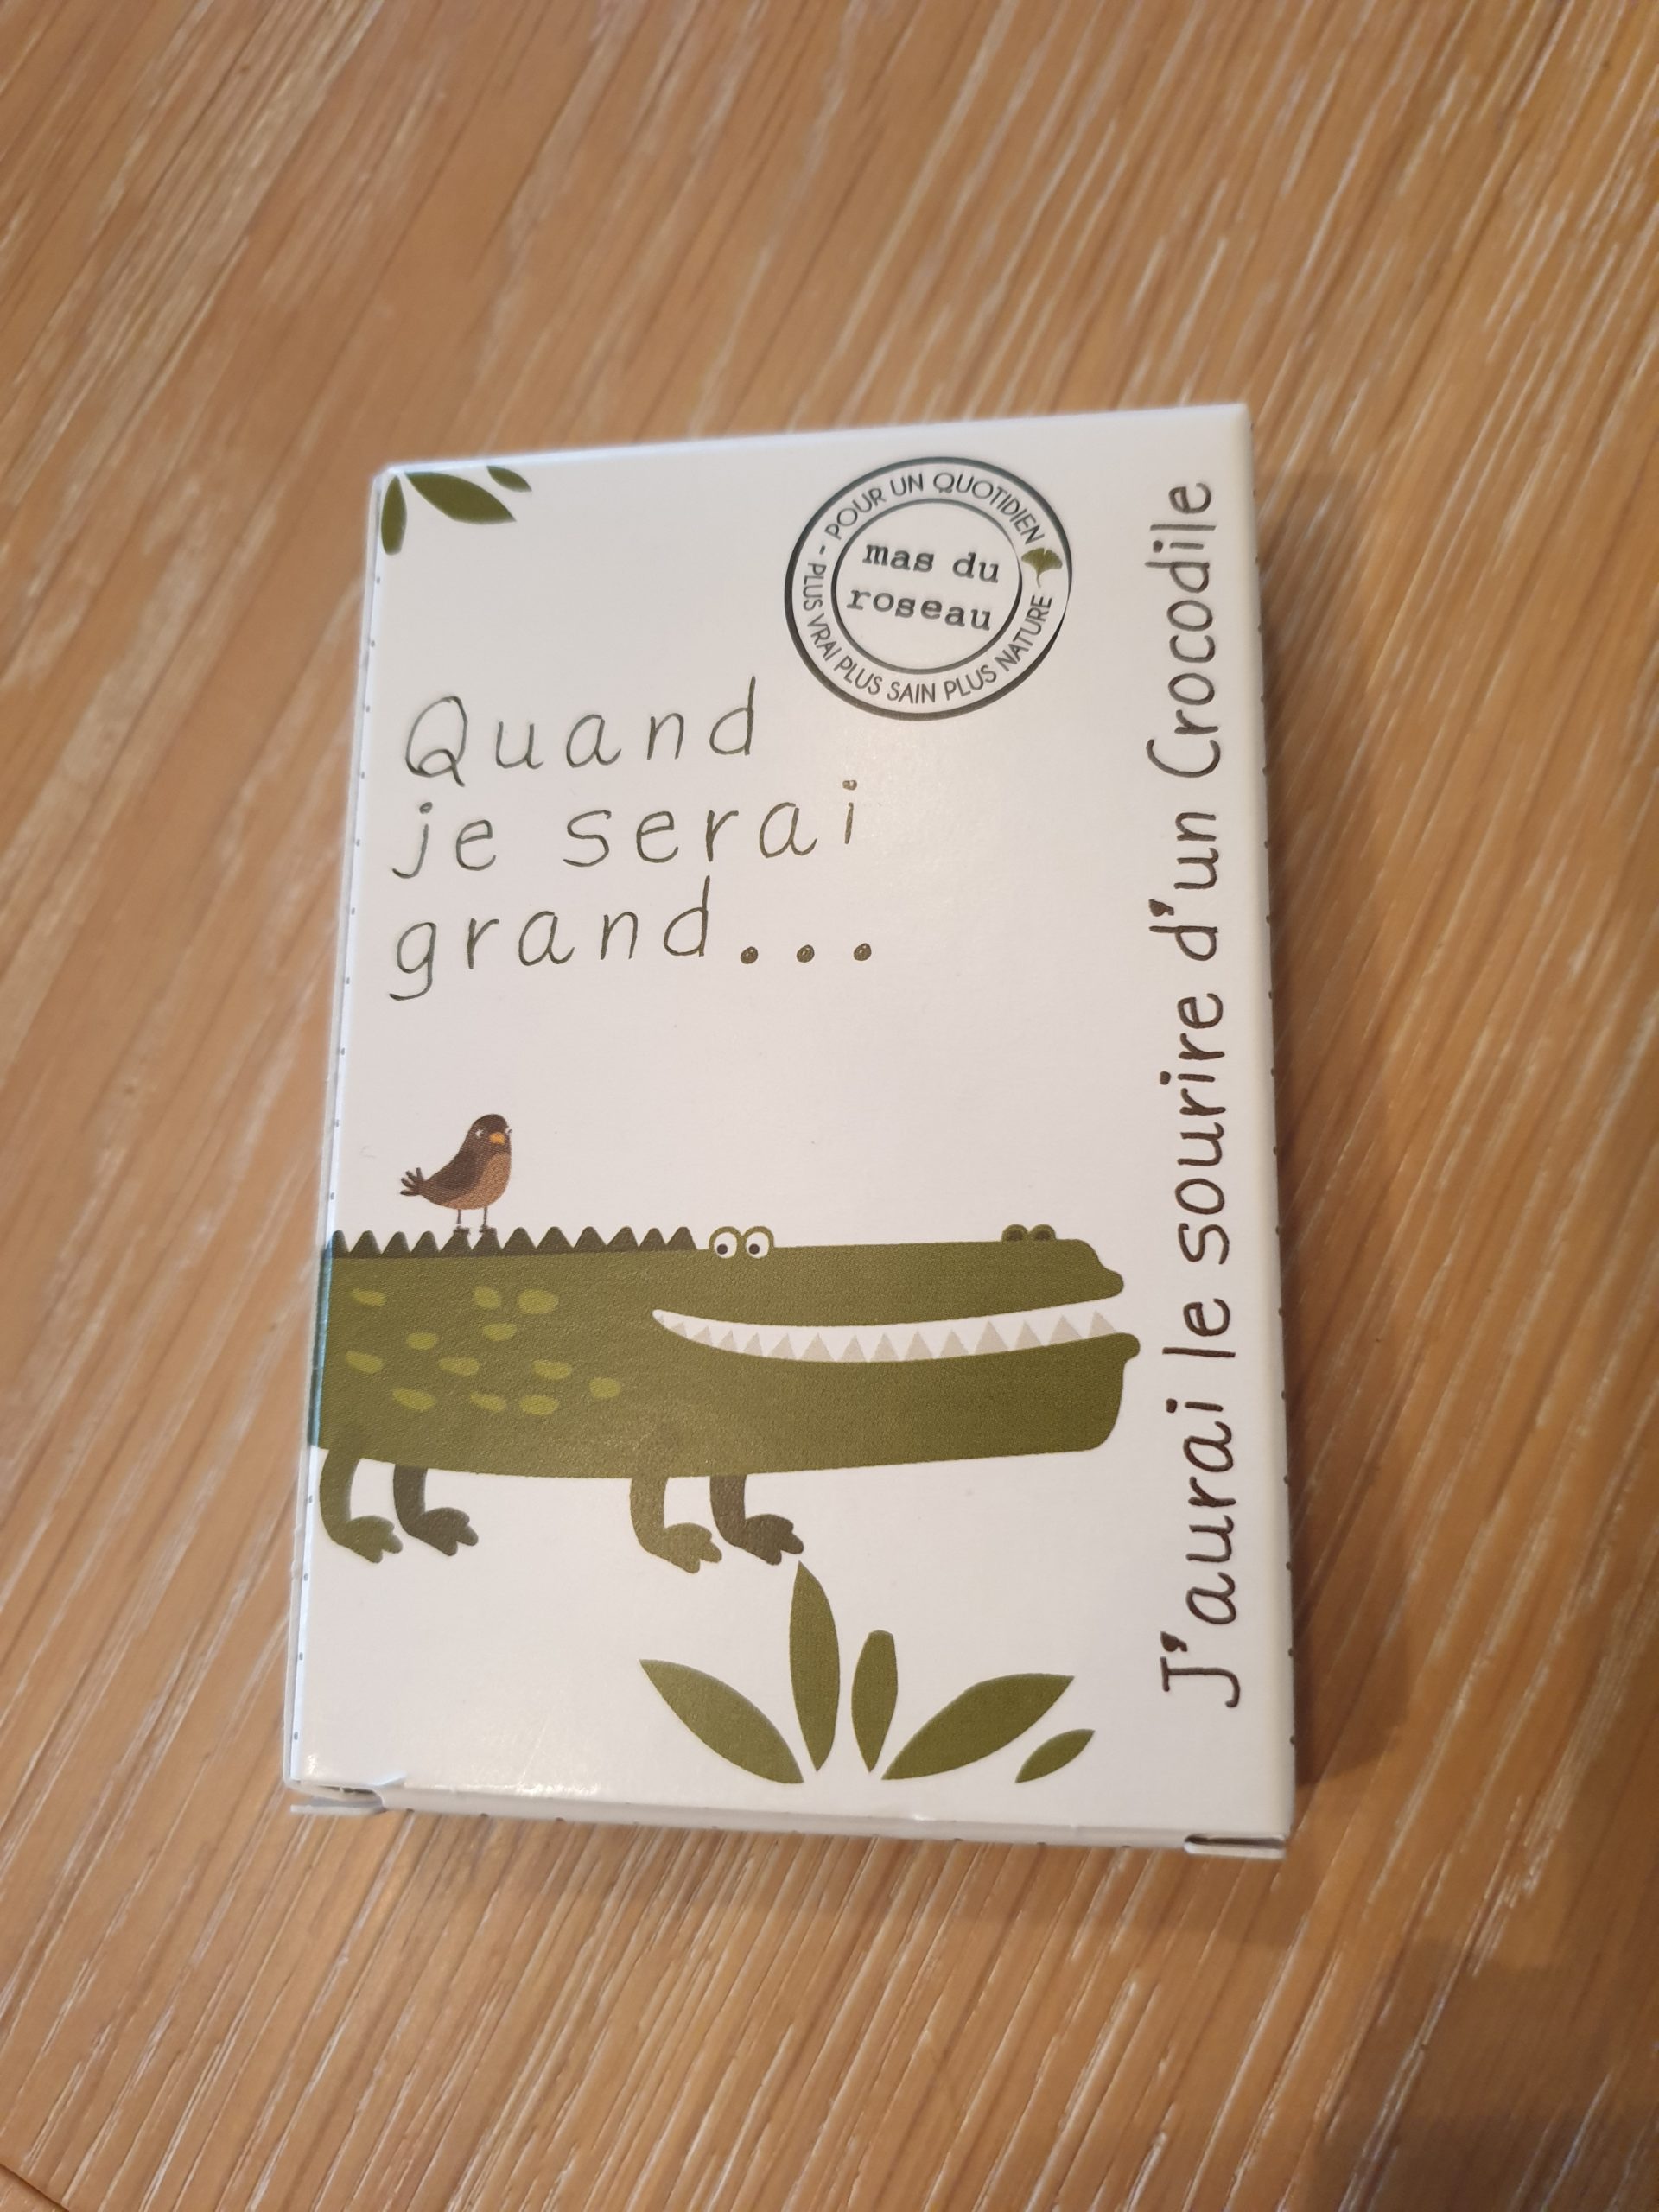 POUR UN QUOTIDIEN
- PLUS VRAI PLUS SAIN PLUS NATURE -
mas du
roseau
Quand
je serai
grand...
J'aurai le sourire d'un Crocodile